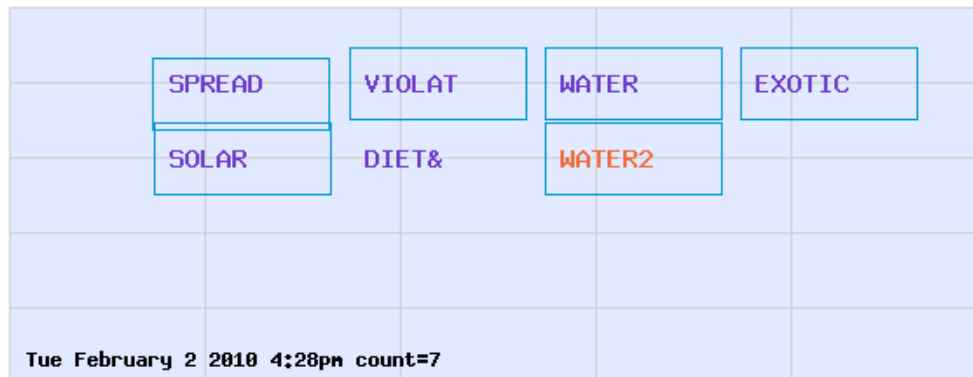 SPREAD VIOLAT WATER EXOTIC
SOLAR DIET& WATER2
Tue February 2 2010 4:28pm count=7